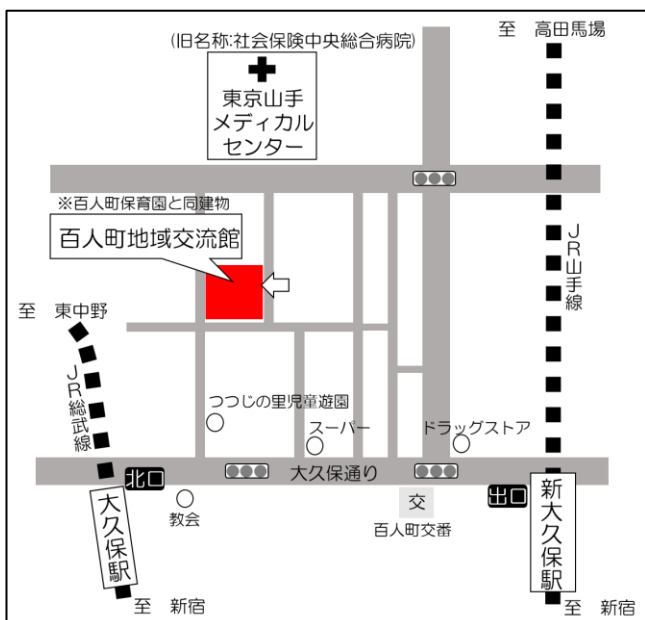 至 高田馬場
(旧名称:社会保険中央総合病院)
東京山手
メディカル
センター
※百人町保育園と同建物
百人町地域交流館
JR山手線
至 東中野
JR総武線
つつじの里児童遊園
スーパー
ドラッグストア
大久保通り
北口
出口
交
教会
百人町交番
大久保駅
新大久保駅
至 新宿
至 新宿